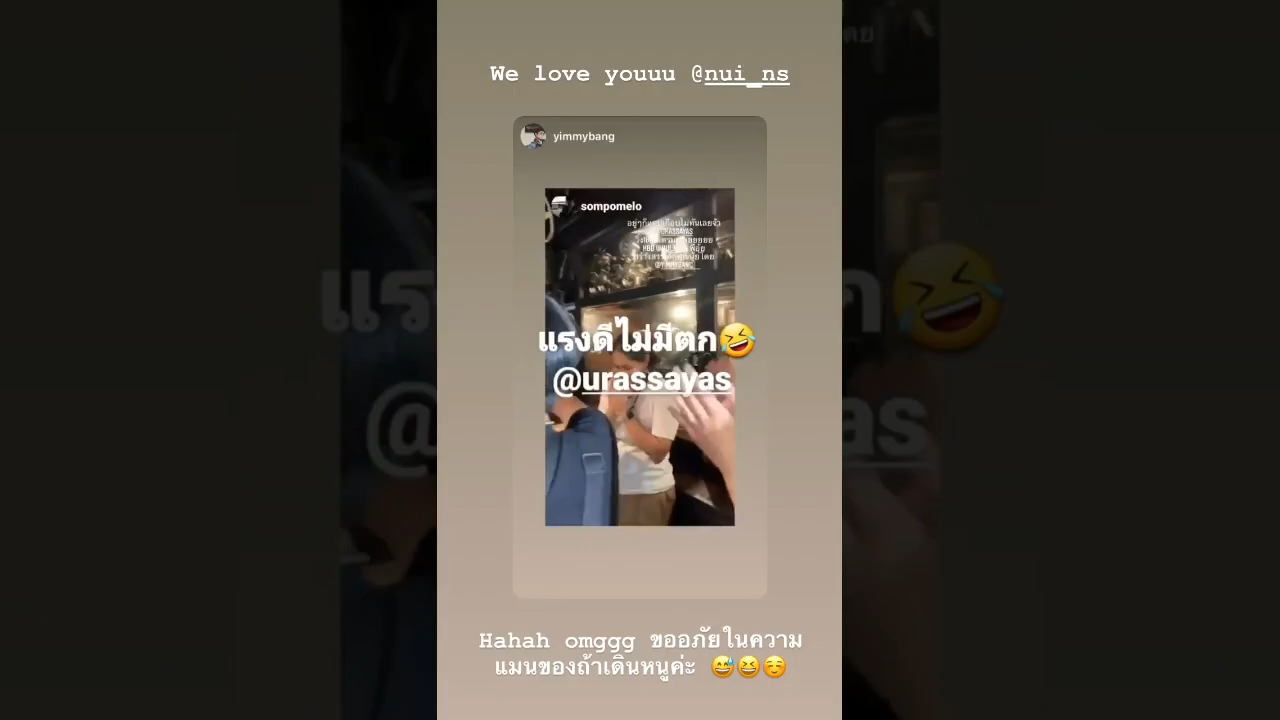 We love youuu @nui_ns
yimmybang
sompomelo
@URASSAYAS
แรงดีไม่มีตก🤣
@urassayas
Hahah omggg ขออภัยในความ
แมนของถ้าเดินหนูค่ะ 😅😆☺️